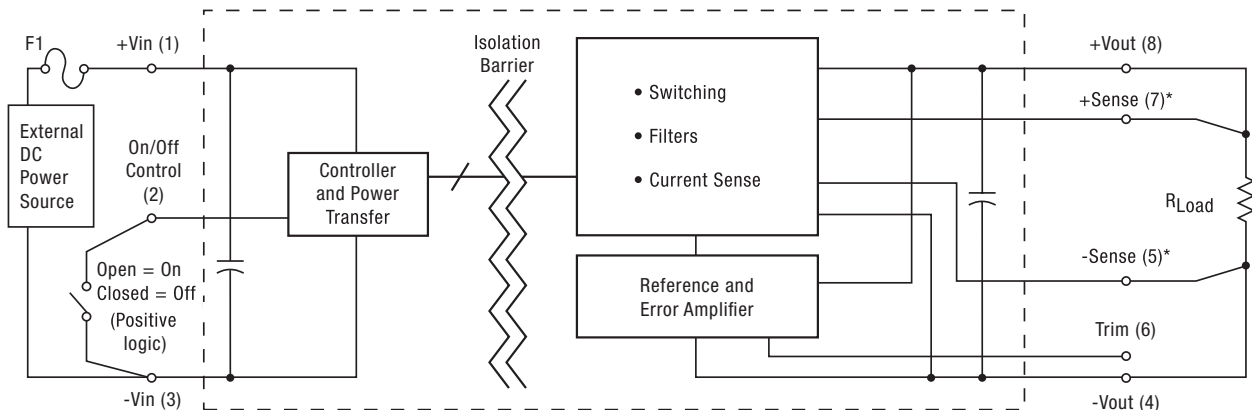 F1
+Vin (1)
External
DC
Power
Source
On/Off
Control
(2)
Open = On
Closed = Off
(Positive
logic)
-Vin (3)
Controller
and Power
Transfer
Isolation
Barrier
• Switching
• Filters
• Current Sense
Reference and
Error Amplifier
+Vout (8)
+Sense (7)*
RLoad
-Sense (5)*
Trim (6)
-Vout (4)